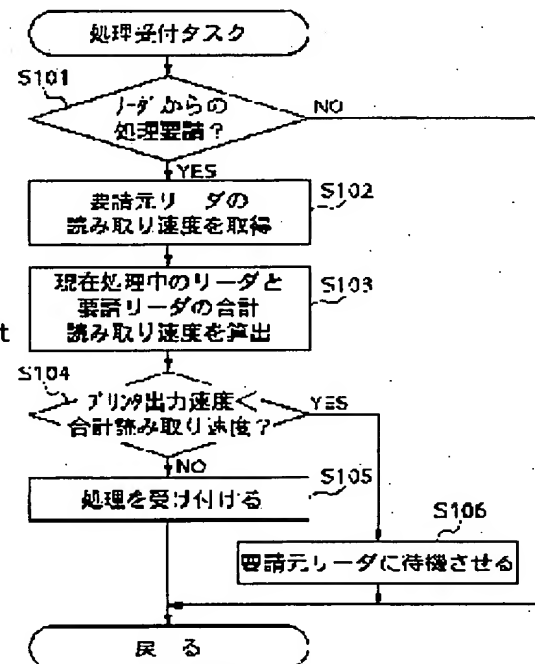 処理受付タスク
S101
リーダからの
処理要請？
NO
YES
S102
要請元リーダの
読み取り速度を取得
現在処理中のリーダと
要請リーダの合計
読み取り速度を算出
S103
t
S104
プリンタ出力速度＜
合計読み取り速度？
YES
NO
S105
処理を受け付ける
S106
要請元リーダに待機させる
戻る